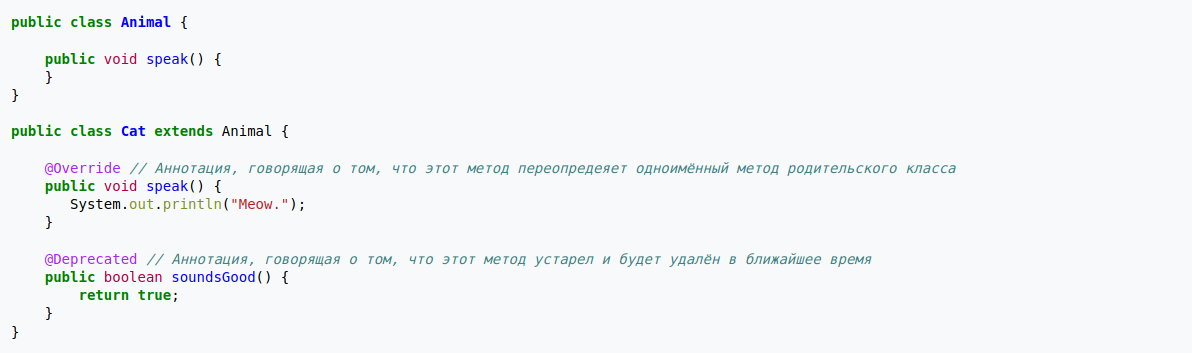 public class Animal {
    public void speak() {
    }
}
public class Cat extends Animal {
    @Override // Аннотация, говорящая о том, что этот метод переопредеяет одноимённый метод родительского класса
    public void speak() {
       System.out.println("Meow.");
    }
    @Deprecated // Аннотация, говорящая о том, что этот метод устарел и будет удалён в ближайшее время
    public boolean soundsGood() {
        return true;
    }
}